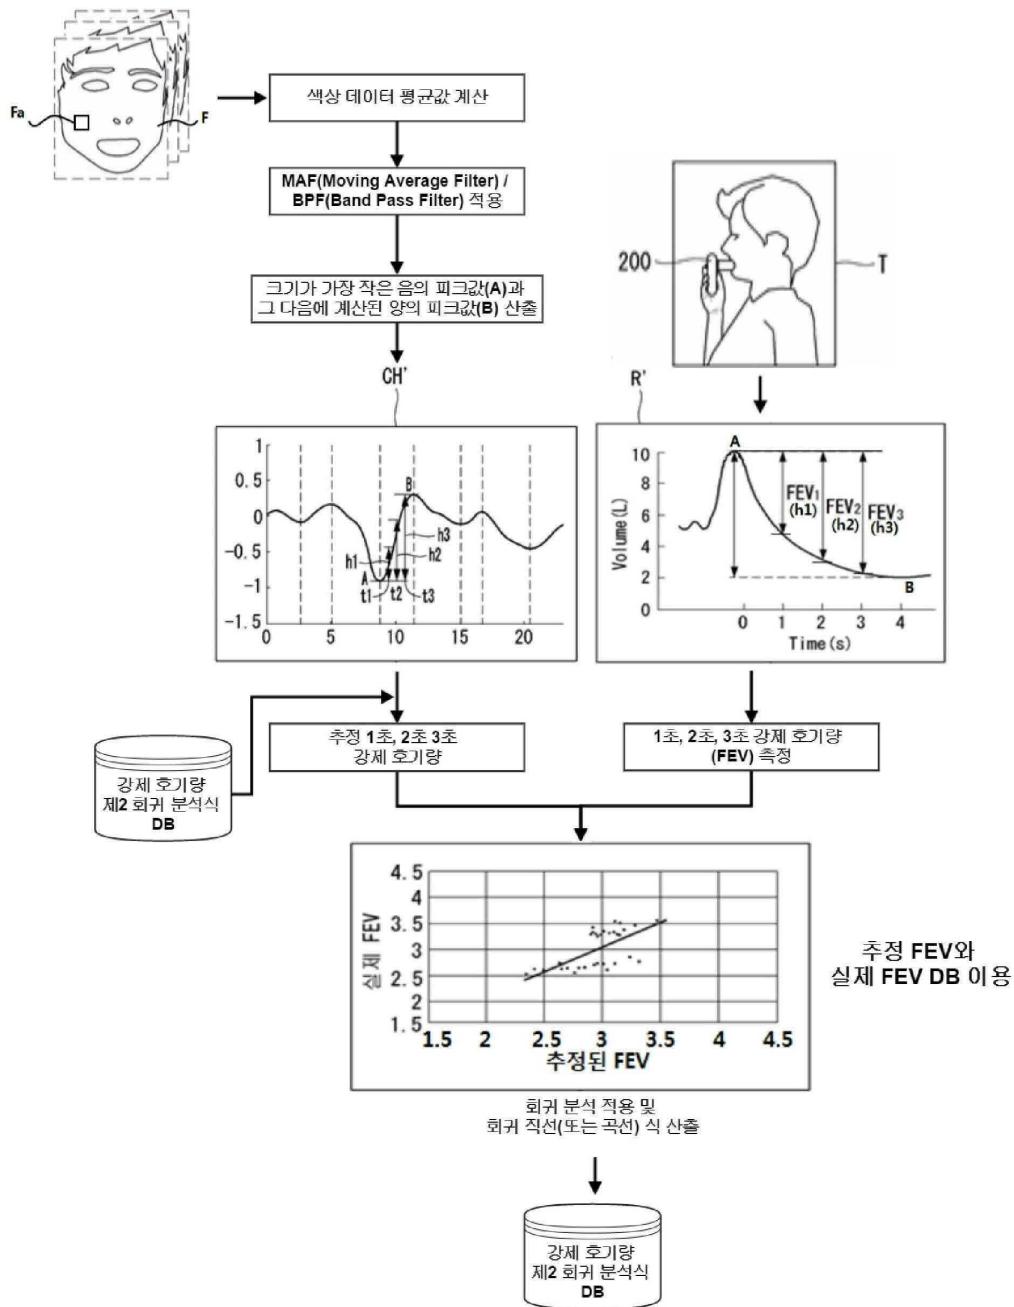 Fa
F
색상 데이터 평균값 계산
MAF(Moving Average Filter) /
BPF(Band Pass Filter) 적용
크기가 가장 작은 음의 피크값(A)과
그 다음에 계산된 양의 피크값(B) 산출
200
T
CH'
R'
1
0.5
0
-0.5
-1
-1.5
0
5
10
15
20
A
B
h1
h2
h3
t1
t2
t3
Volume(L)
10
8
6
4
2
0
0
1
2
3
4
Time(s)
A
B
FEV1
(h1)
FEV2
(h2)
FEV3
(h3)
강제 호기량
제2 회귀 분석식
DB
추정 1초, 2초 3초
강제 호기량
1초, 2초, 3초 강제 호기량
(FEV) 측정
실제 FEV
4.5
4
3.5
3
2.5
2
1.5
1.5
2
2.5
3
3.5
4
4.5
추정된 FEV
추정 FEV와
실제 FEV DB 이용
회귀 분석 적용 및
회귀 직선(또는 곡선) 식 산출
강제 호기량
제2 회귀 분석식
DB